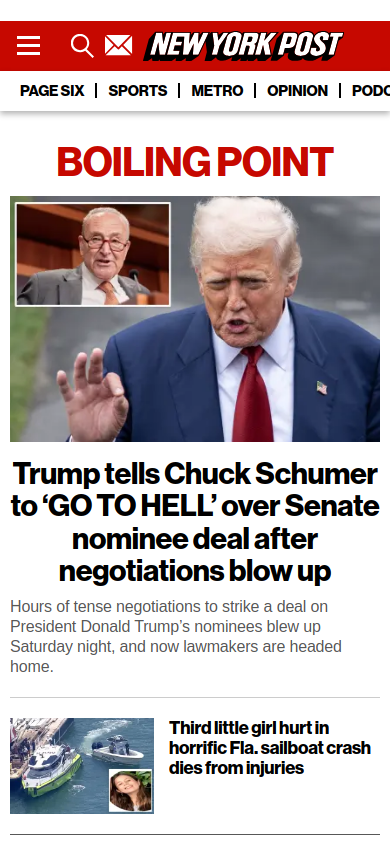 NEW YORK POST
PAGE SIX | SPORTS | METRO | OPINION | PODC
BOILING POINT
Trump tells Chuck Schumer
to ‘GO TO HELL’ over Senate
nominee deal after
negotiations blow up
Hours of tense negotiations to strike a deal on
President Donald Trump’s nominees blew up
Saturday night, and now lawmakers are headed
home.
Third little girl hurt in
horrific Fla. sailboat crash
dies from injuries